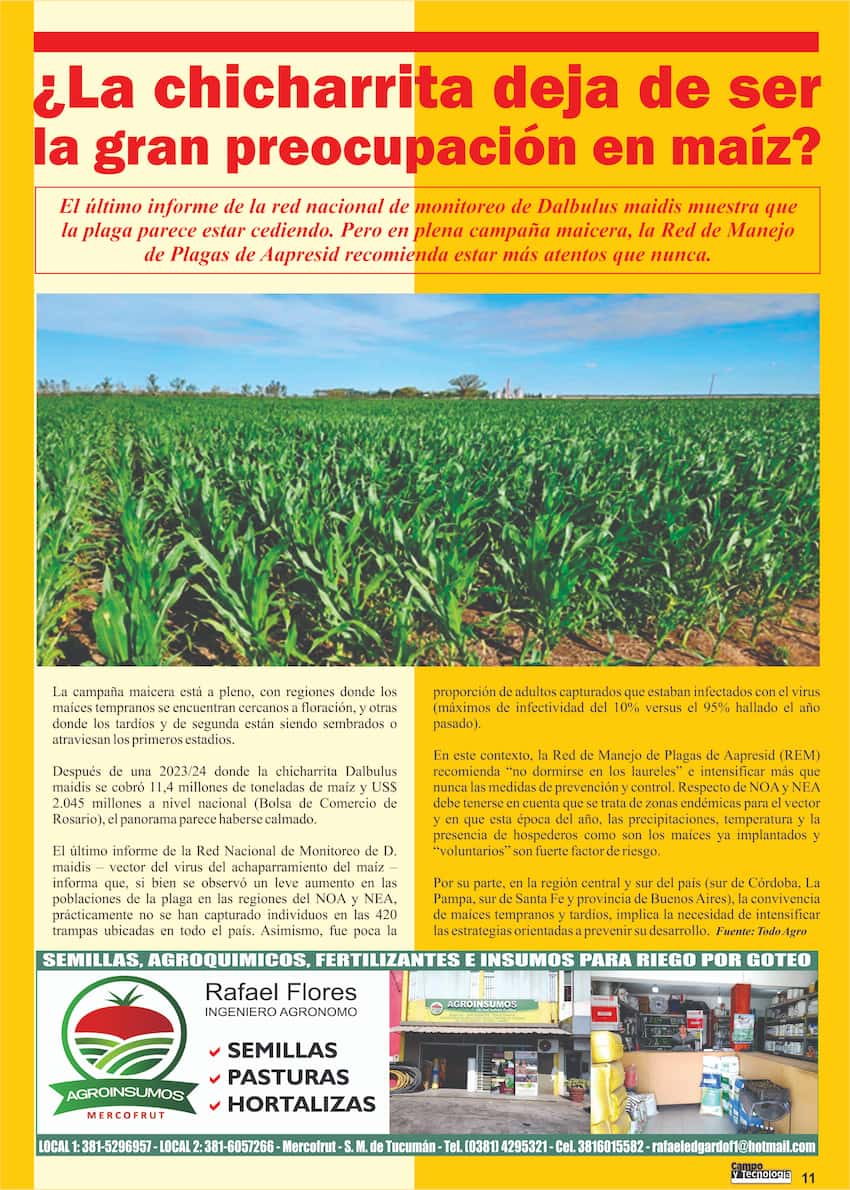 ¿La chicharrita deja de ser
la gran preocupación en maíz?
El último informe de la red nacional de monitoreo de Dalbulus maidis muestra que
la plaga parece estar cediendo. Pero en plena campaña maicera, la Red de Manejo
de Plagas de Aapresid recomienda estar más atentos que nunca.
La campaña maicera está a pleno, con regiones donde los
maíces tempranos se encuentran cercanos a floración, y otras
donde los tardíos y de segunda están siendo sembrados o
atraviesan los primeros estadíos.
Después de una 2023/24 donde la chicharrita Dalbulus
maidis se cobró 11,4 millones de toneladas de maíz y US$
2.045 millones a nivel nacional (Bolsa de Comercio de
Rosario), el panorama parece haberse calmado.
El último informe de la Red Nacional de Monitoreo de D.
maidis – vector del virus del achaparramiento del maíz –
informa que, si bien se observó un leve aumento en las
poblaciones de la plaga en las regiones del NOA y NEA,
prácticamente no se han capturado individuos en las 420
trampas ubicadas en todo el país. Asimismo, fue poca la
proporción de adultos capturados que estaban infectados con el virus
(máximos de infectividad del 10% versus el 95% hallado el año
pasado).
En este contexto, la Red de Manejo de Plagas de Aapresid (REM)
recomienda “no dormirse en los laureles” e intensificar más que
nunca las medidas de prevención y control. Respecto de NOA y NEA
debe tenerse en cuenta que se trata de zonas endémicas para el vector
y en que esta época del año, las precipitaciones, temperatura y la
presencia de hospederos como son los maíces ya implantados y
“voluntarios” son fuerte factor de riesgo.
Por su parte, en la región central y sur del país (sur de Córdoba, La
Pampa, sur de Santa Fe y provincia de Buenos Aires), la convivencia
de maíces tempranos y tardíos, implica la necesidad de intensificar
las estrategias orientadas a prevenir su desarrollo. Fuente: Todo Agro
SEMILLAS, AGROQUIMICOS, FERTILIZANTES E INSUMOS PARA RIEGO POR GOTEO
AGROINSUMOS
MERCOFRUT
Rafael Flores
INGENIERO AGRONOMO
SEMILLAS
PASTURAS
HORTALIZAS
AGROINSUMOS
LOCAL 1: 381-5296957 - LOCAL 2: 381-6057266 - Mercofrut - S. M. de Tucumán - Tel. (0381) 4295321 - Cel. 3816015582 - rafaeledgardof1@hotmail.com
Campo
y Tecnología
11